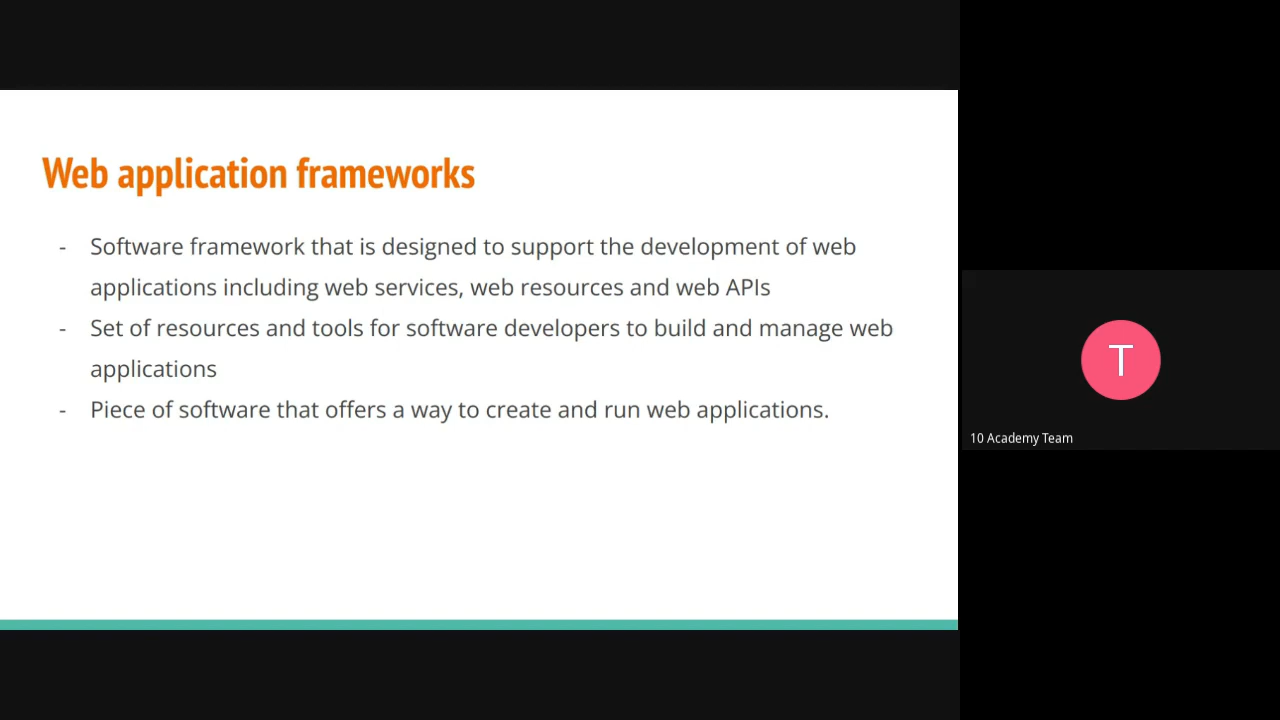 Web application frameworks
- Software framework that is designed to support the development of web
applications including web services, web resources and web APIs
- Set of resources and tools for software developers to build and manage web
applications
- Piece of software that offers a way to create and run web applications.
T
10 Academy Team